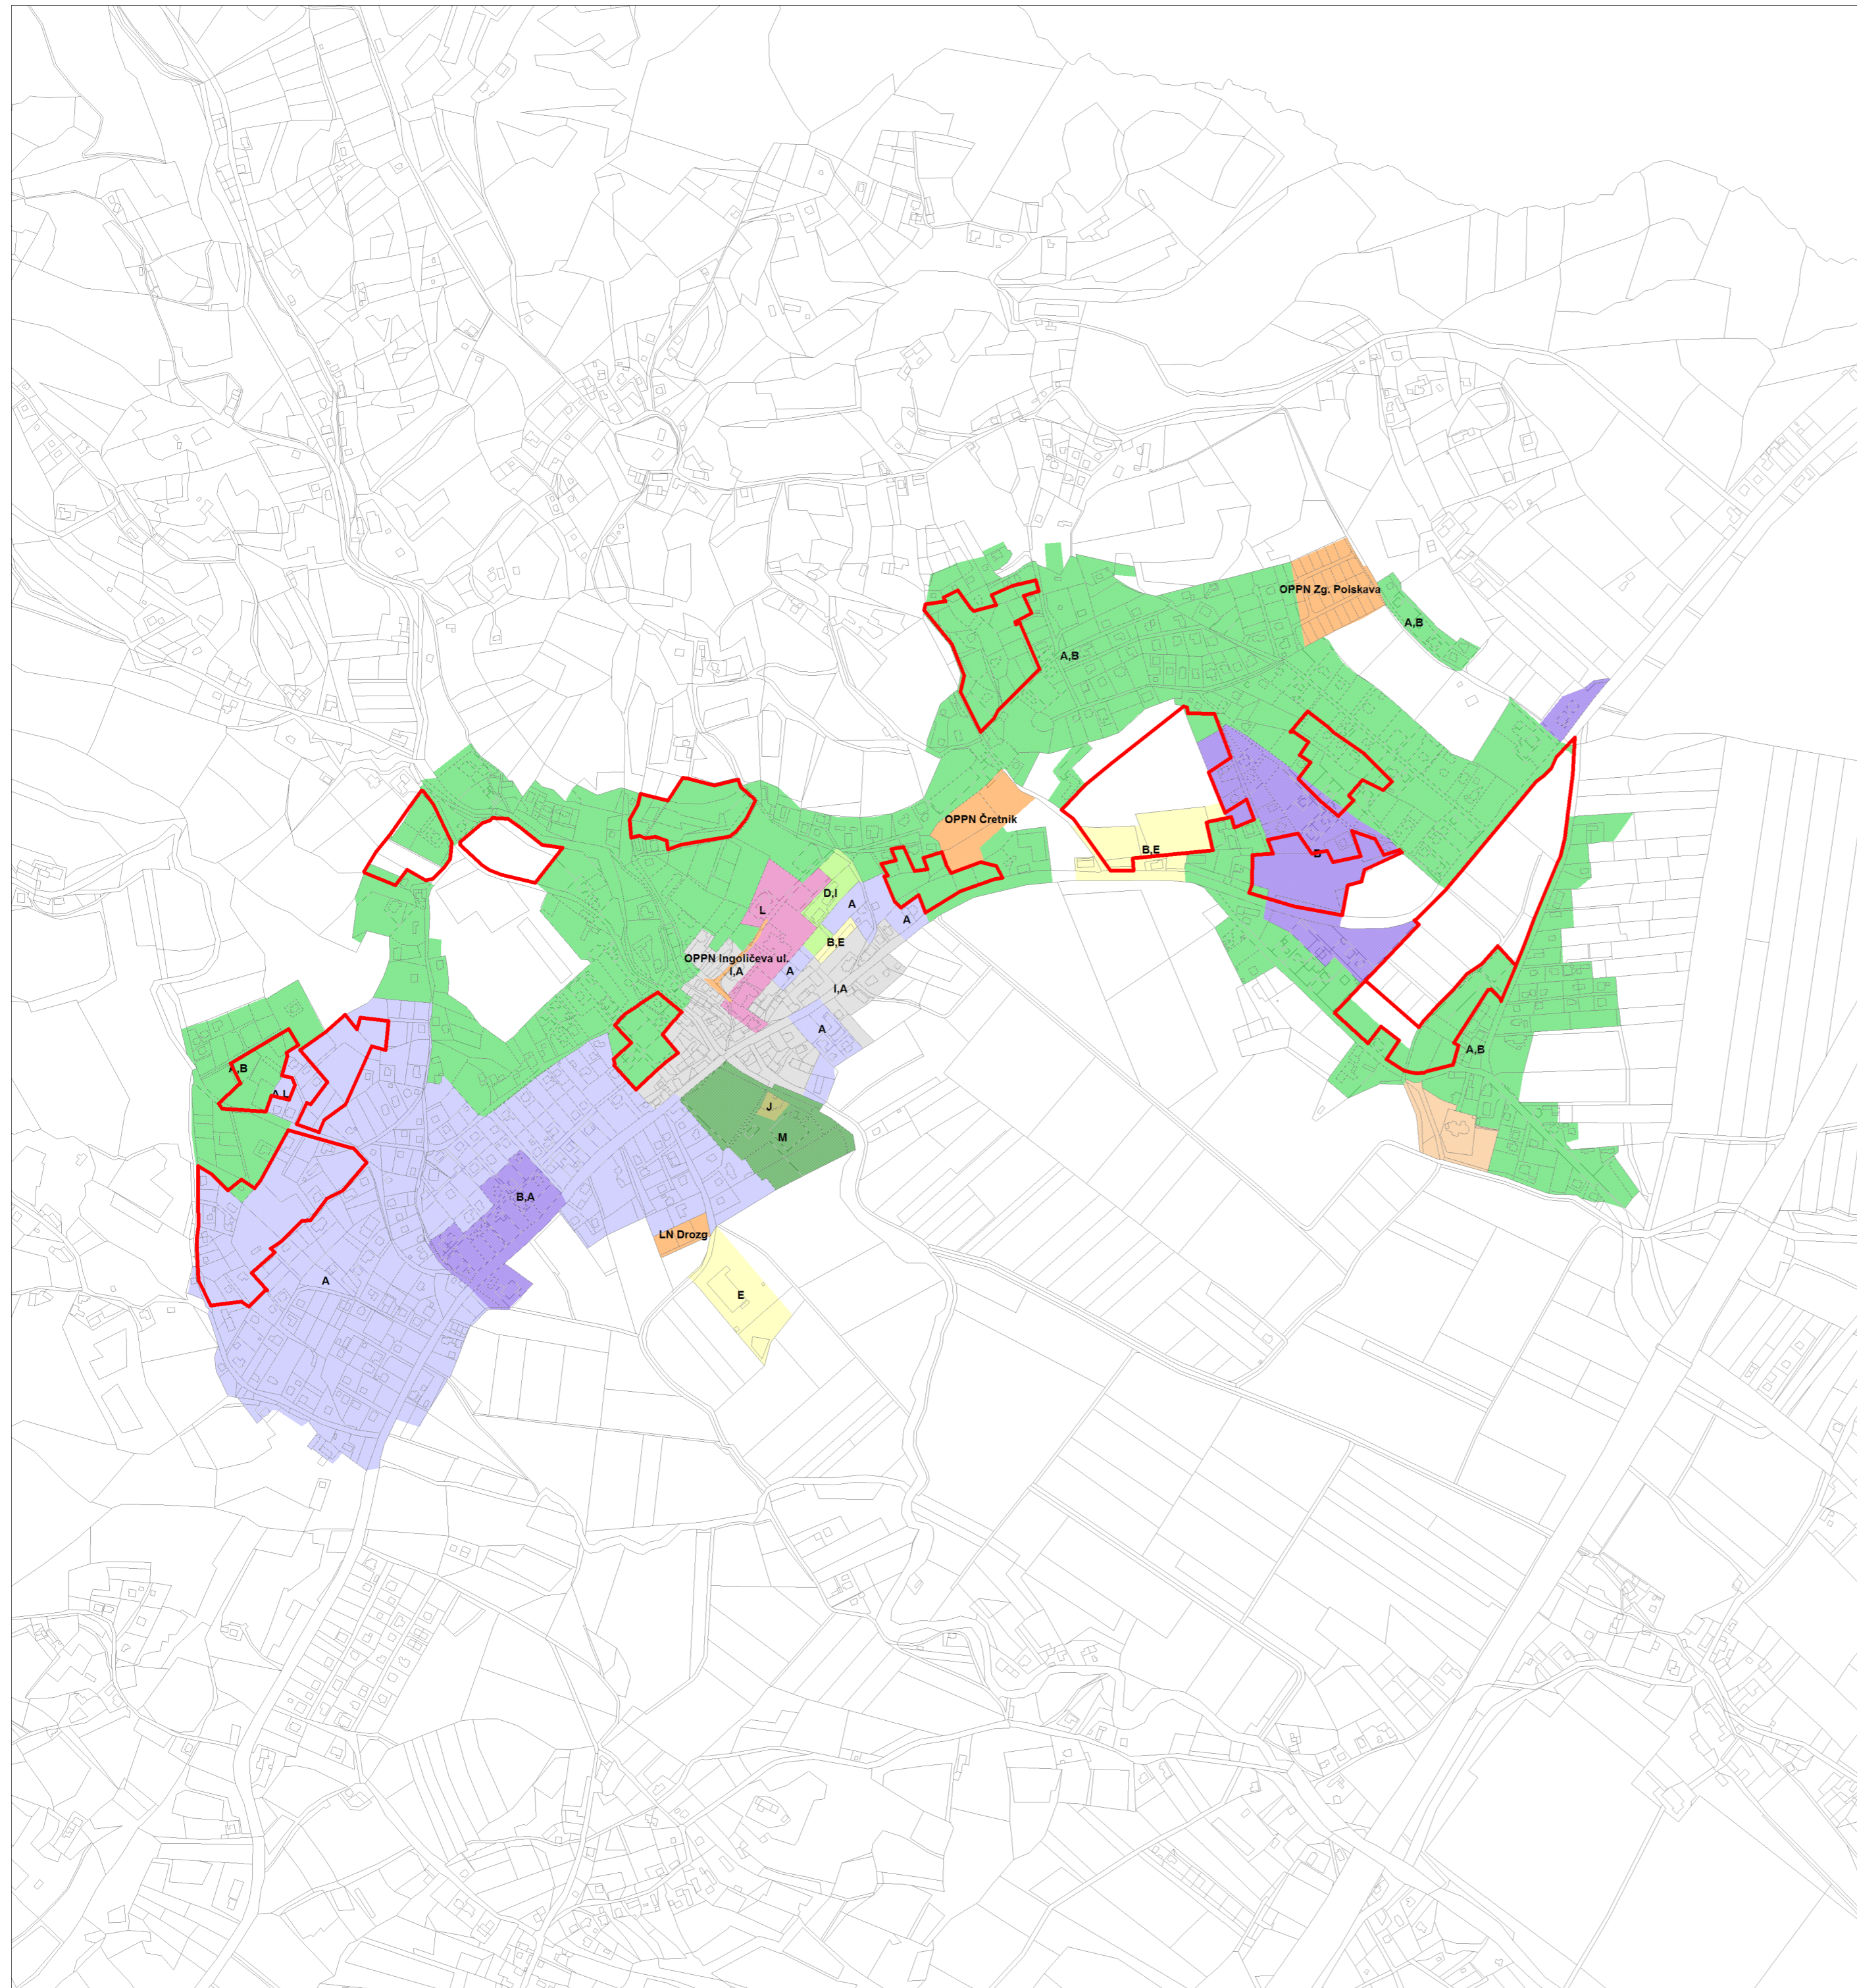 OPPN Zg. Polskava
A,B
A,B
OPPN Čretnik
B,E
B
D,I
L
A
A
B,E
OPPN Ingoličeva ul.
I,A
A
I,A
A
A,B
A,B
A,L
J
M
B,A
LN Drozg
A
E